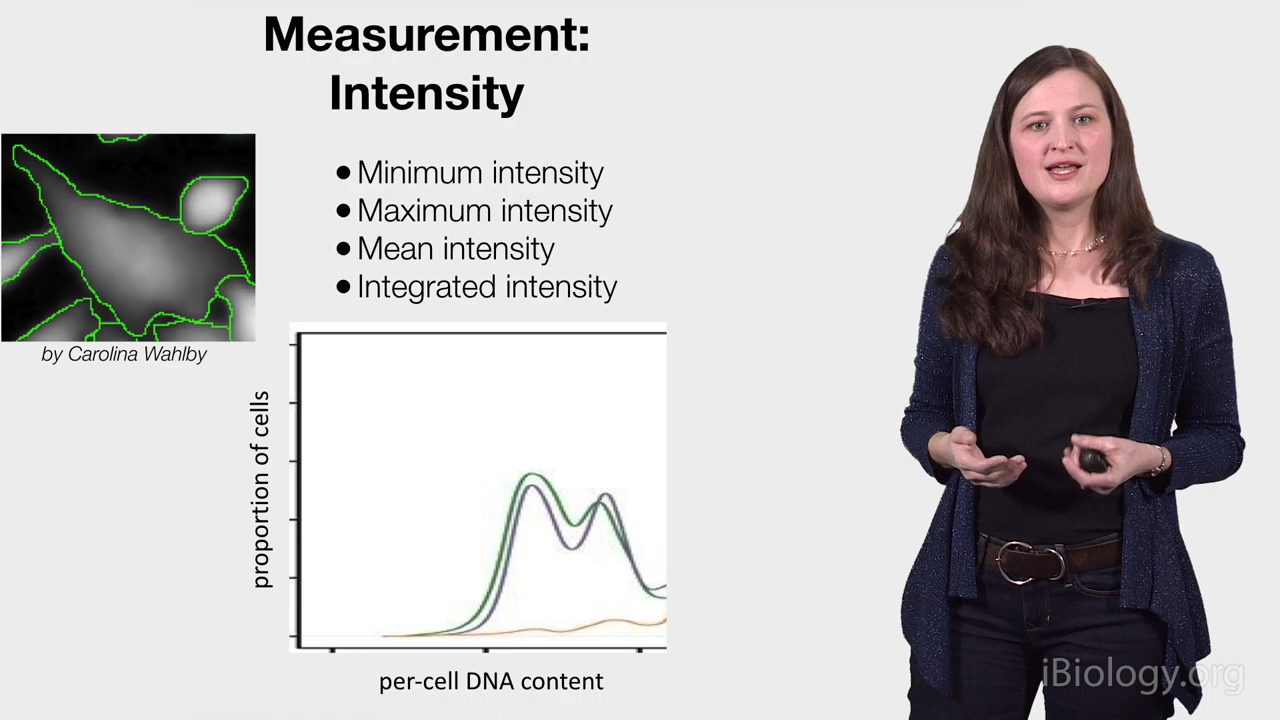 Measurement:
Intensity
● Minimum intensity
● Maximum intensity
● Mean intensity
● Integrated intensity
by Carolina Wahlby
proportion of cells
per-cell DNA content
iBiology.org